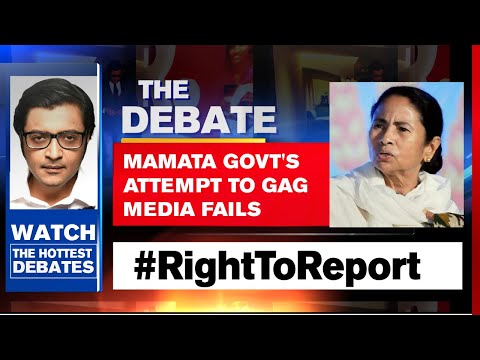 THE
DEBATE
MAMATA GOVT'S
ATTEMPT TO GAG
MEDIA FAILS
WATCH
THE HOTTEST
DEBATES
#RightToReport